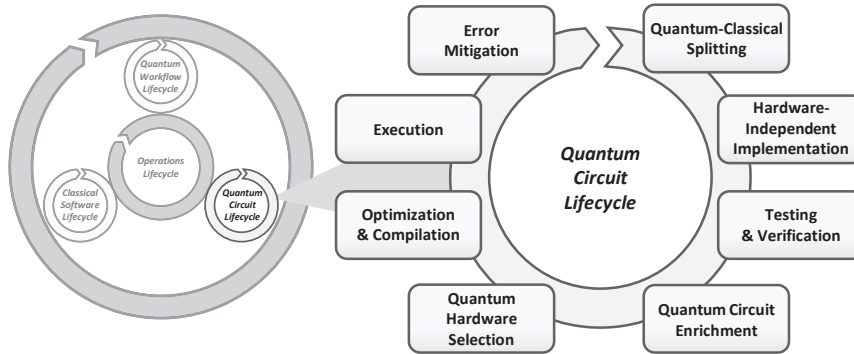 Quantum
Workflow
Lifecycle
Operations
Lifecycle
Classical
Software
Lifecycle
Quantum
Circuit
Lifecycle
Quantum
Circuit
Lifecycle
Quantum-Classical
Splitting
Hardware-
Independent
Implementation
Testing
& Verification
Quantum Circuit
Enrichment
Quantum
Hardware
Selection
Optimization
& Compilation
Execution
Error
Mitigation